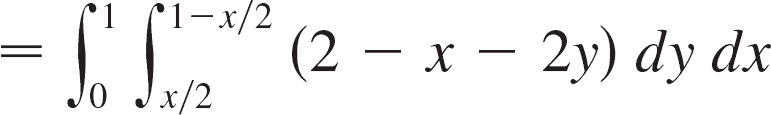 = ∫_0^1 ∫_{x/2}^{1−x/2} (2 − x − 2y) dy dx